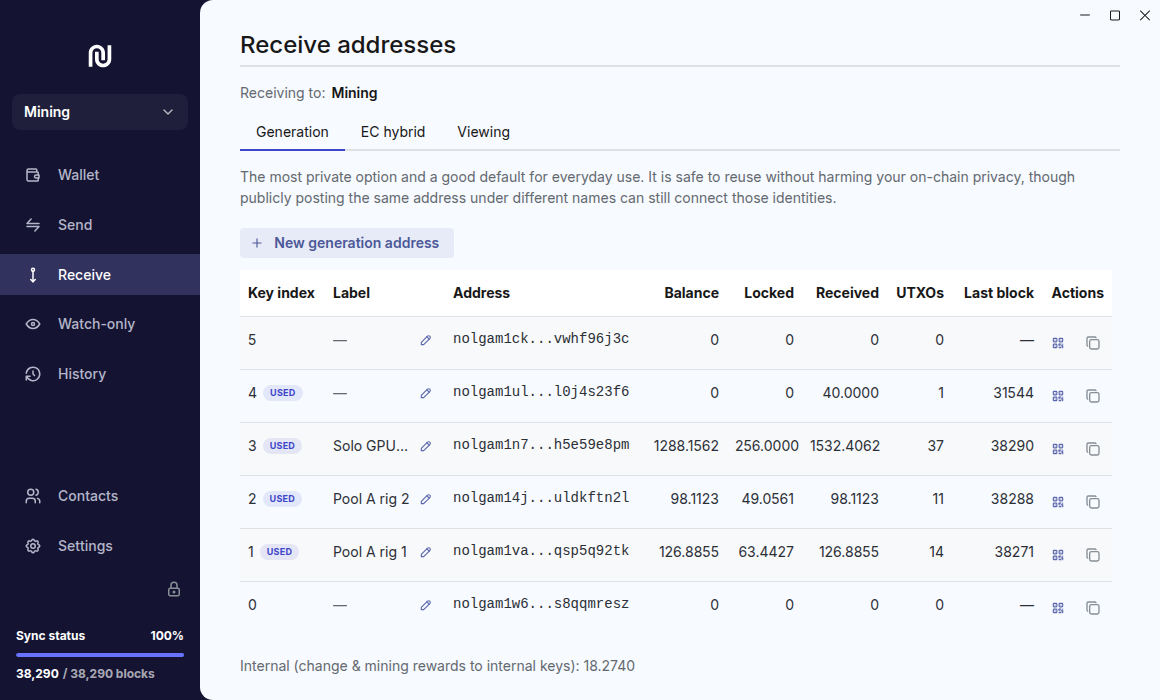 Receive addresses
Mining
Receiving to: Mining
Generation EC hybrid Viewing
Wallet
Send
Receive
Watch-only
History
Contacts
Settings
Sync status 100%
38,290 / 38,290 blocks
The most private option and a good default for everyday use. It is safe to reuse without harming your on-chain privacy, though
publicly posting the same address under different names can still connect those identities.
+ New generation address
Key index Label Address Balance Locked Received UTXOs Last block Actions
5 — nolgam1ck...vwhf96j3c 0 0 0 0 —
4 USED — nolgam1ul...l0j4s23f6 0 0 40.0000 1 31544
3 USED Solo GPU... nolgam1n7...h5e59e8pm 1288.1562 256.0000 1532.4062 37 38290
2 USED Pool A rig 2 nolgam14j...uldkftn2l 98.1123 49.0561 98.1123 11 38288
1 USED Pool A rig 1 nolgam1va...qsp5q92tk 126.8855 63.4427 126.8855 14 38271
0 — nolgam1w6...s8qqmresz 0 0 0 0 —
Internal (change & mining rewards to internal keys): 18.2740